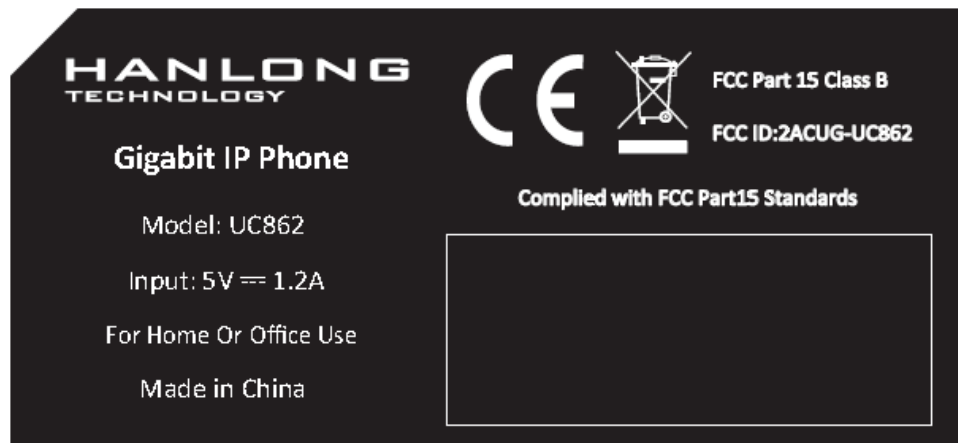 HANLONG
TECHNOLOGY
Gigabit IP Phone
Model: UC862
Input: 5V ⎓ 1.2A
For Home Or Office Use
Made in China
CE
FCC Part 15 Class B
FCC ID:2ACUG-UC862
Complied with FCC Part15 Standards